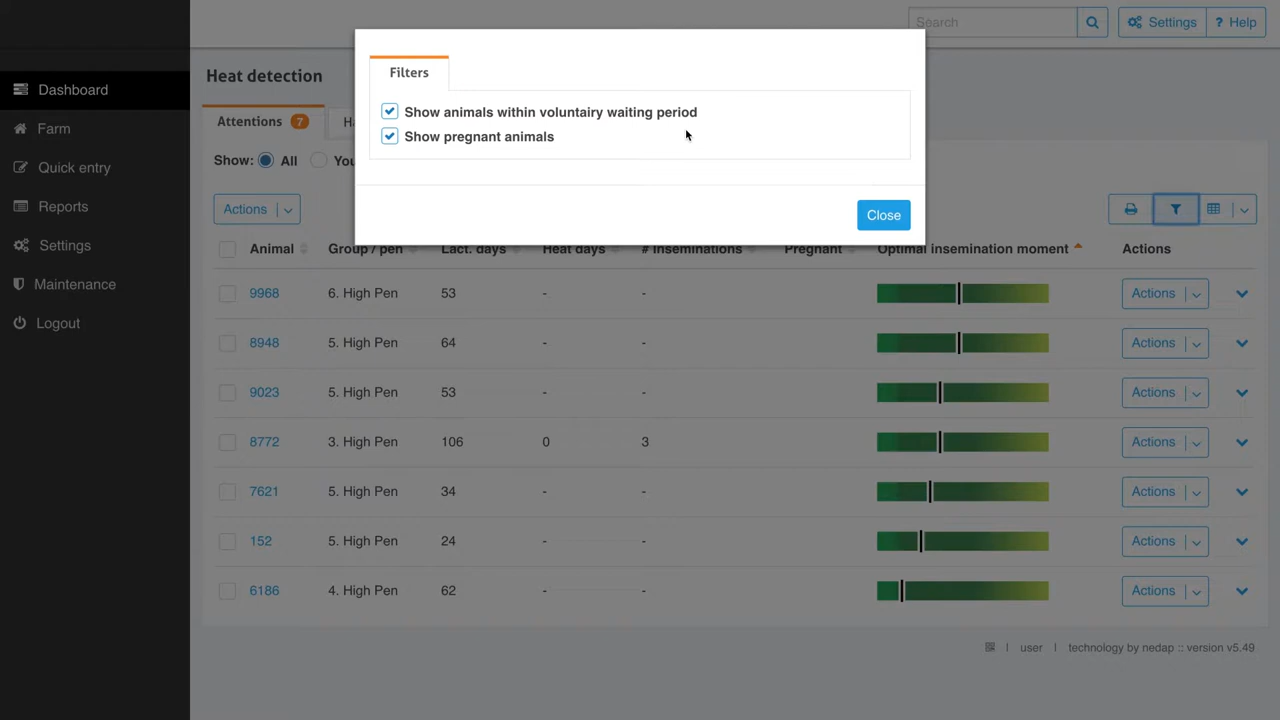 Search
Settings
? Help
Filters
Show animals within voluntairy waiting period
Show pregnant animals
Close
Dashboard
Farm
Quick entry
Reports
Settings
Maintenance
Logout
Heat detection
Attentions 7
Ha
Show: All You
Actions
Animal Group / pen Lact. days Heat days # Inseminations Pregnant Optimal insemination moment Actions
9968 6. High Pen 53 - - Actions
8948 5. High Pen 64 - - Actions
9023 5. High Pen 53 - - Actions
8772 3. High Pen 106 0 3 Actions
7621 5. High Pen 34 - - Actions
152 5. High Pen 24 - - Actions
6186 4. High Pen 62 - - Actions
user | technology by nedap :: version v5.49